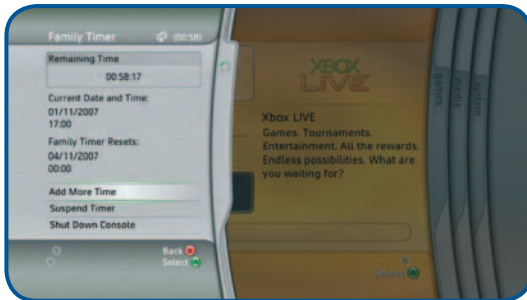 Family Timer (00:58)
Remaining Time
00:58:17
Current Date and Time:
01/11/2007
17:00
Family Timer Resets:
04/11/2007
00:00
Add More Time
Suspend Timer
Shut Down Console
Back B
Select A
XBOX
LIVE
Xbox LIVE
Games. Tournaments.
Entertainment. All the rewards.
Endless possibilities. What are
you waiting for?
Select A
games
media
system